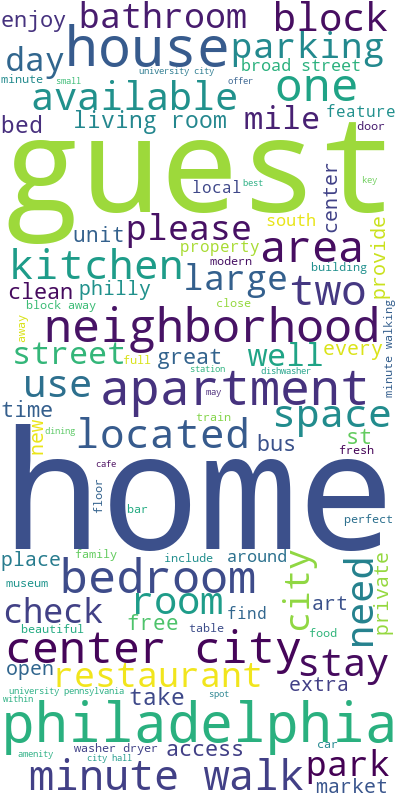 enjoy bathroom block
house parking
day
university city
broad street
minute small available offer one
feature
bed living room mile door
guest
local best key
center
unit please south
property area provide
kitchen modern building
clean philly large two
block away close
neighborhood
minute walking
away street full great well every
station dishwasher
use apartment may
time train space
new dining located bus st
fresh
home
cafe
floor bar perfect
place family include around
museum bedroom city need private
check room free find art
beautiful table food
center city stay
open restaurant extra
university pennsylvania take spot
within
philadelphia
car
amenity washer dryer access park
city hall
minute walk market